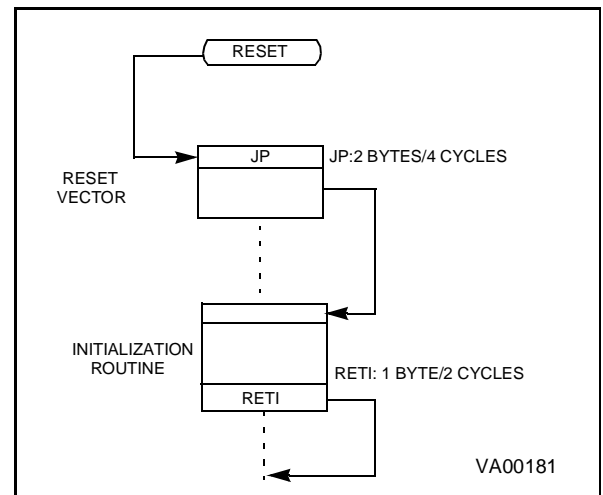 RESET
JP
JP:2 BYTES/4 CYCLES
RESET
VECTOR
INITIALIZATION
ROUTINE
RETI: 1 BYTE/2 CYCLES
RETI
VA00181